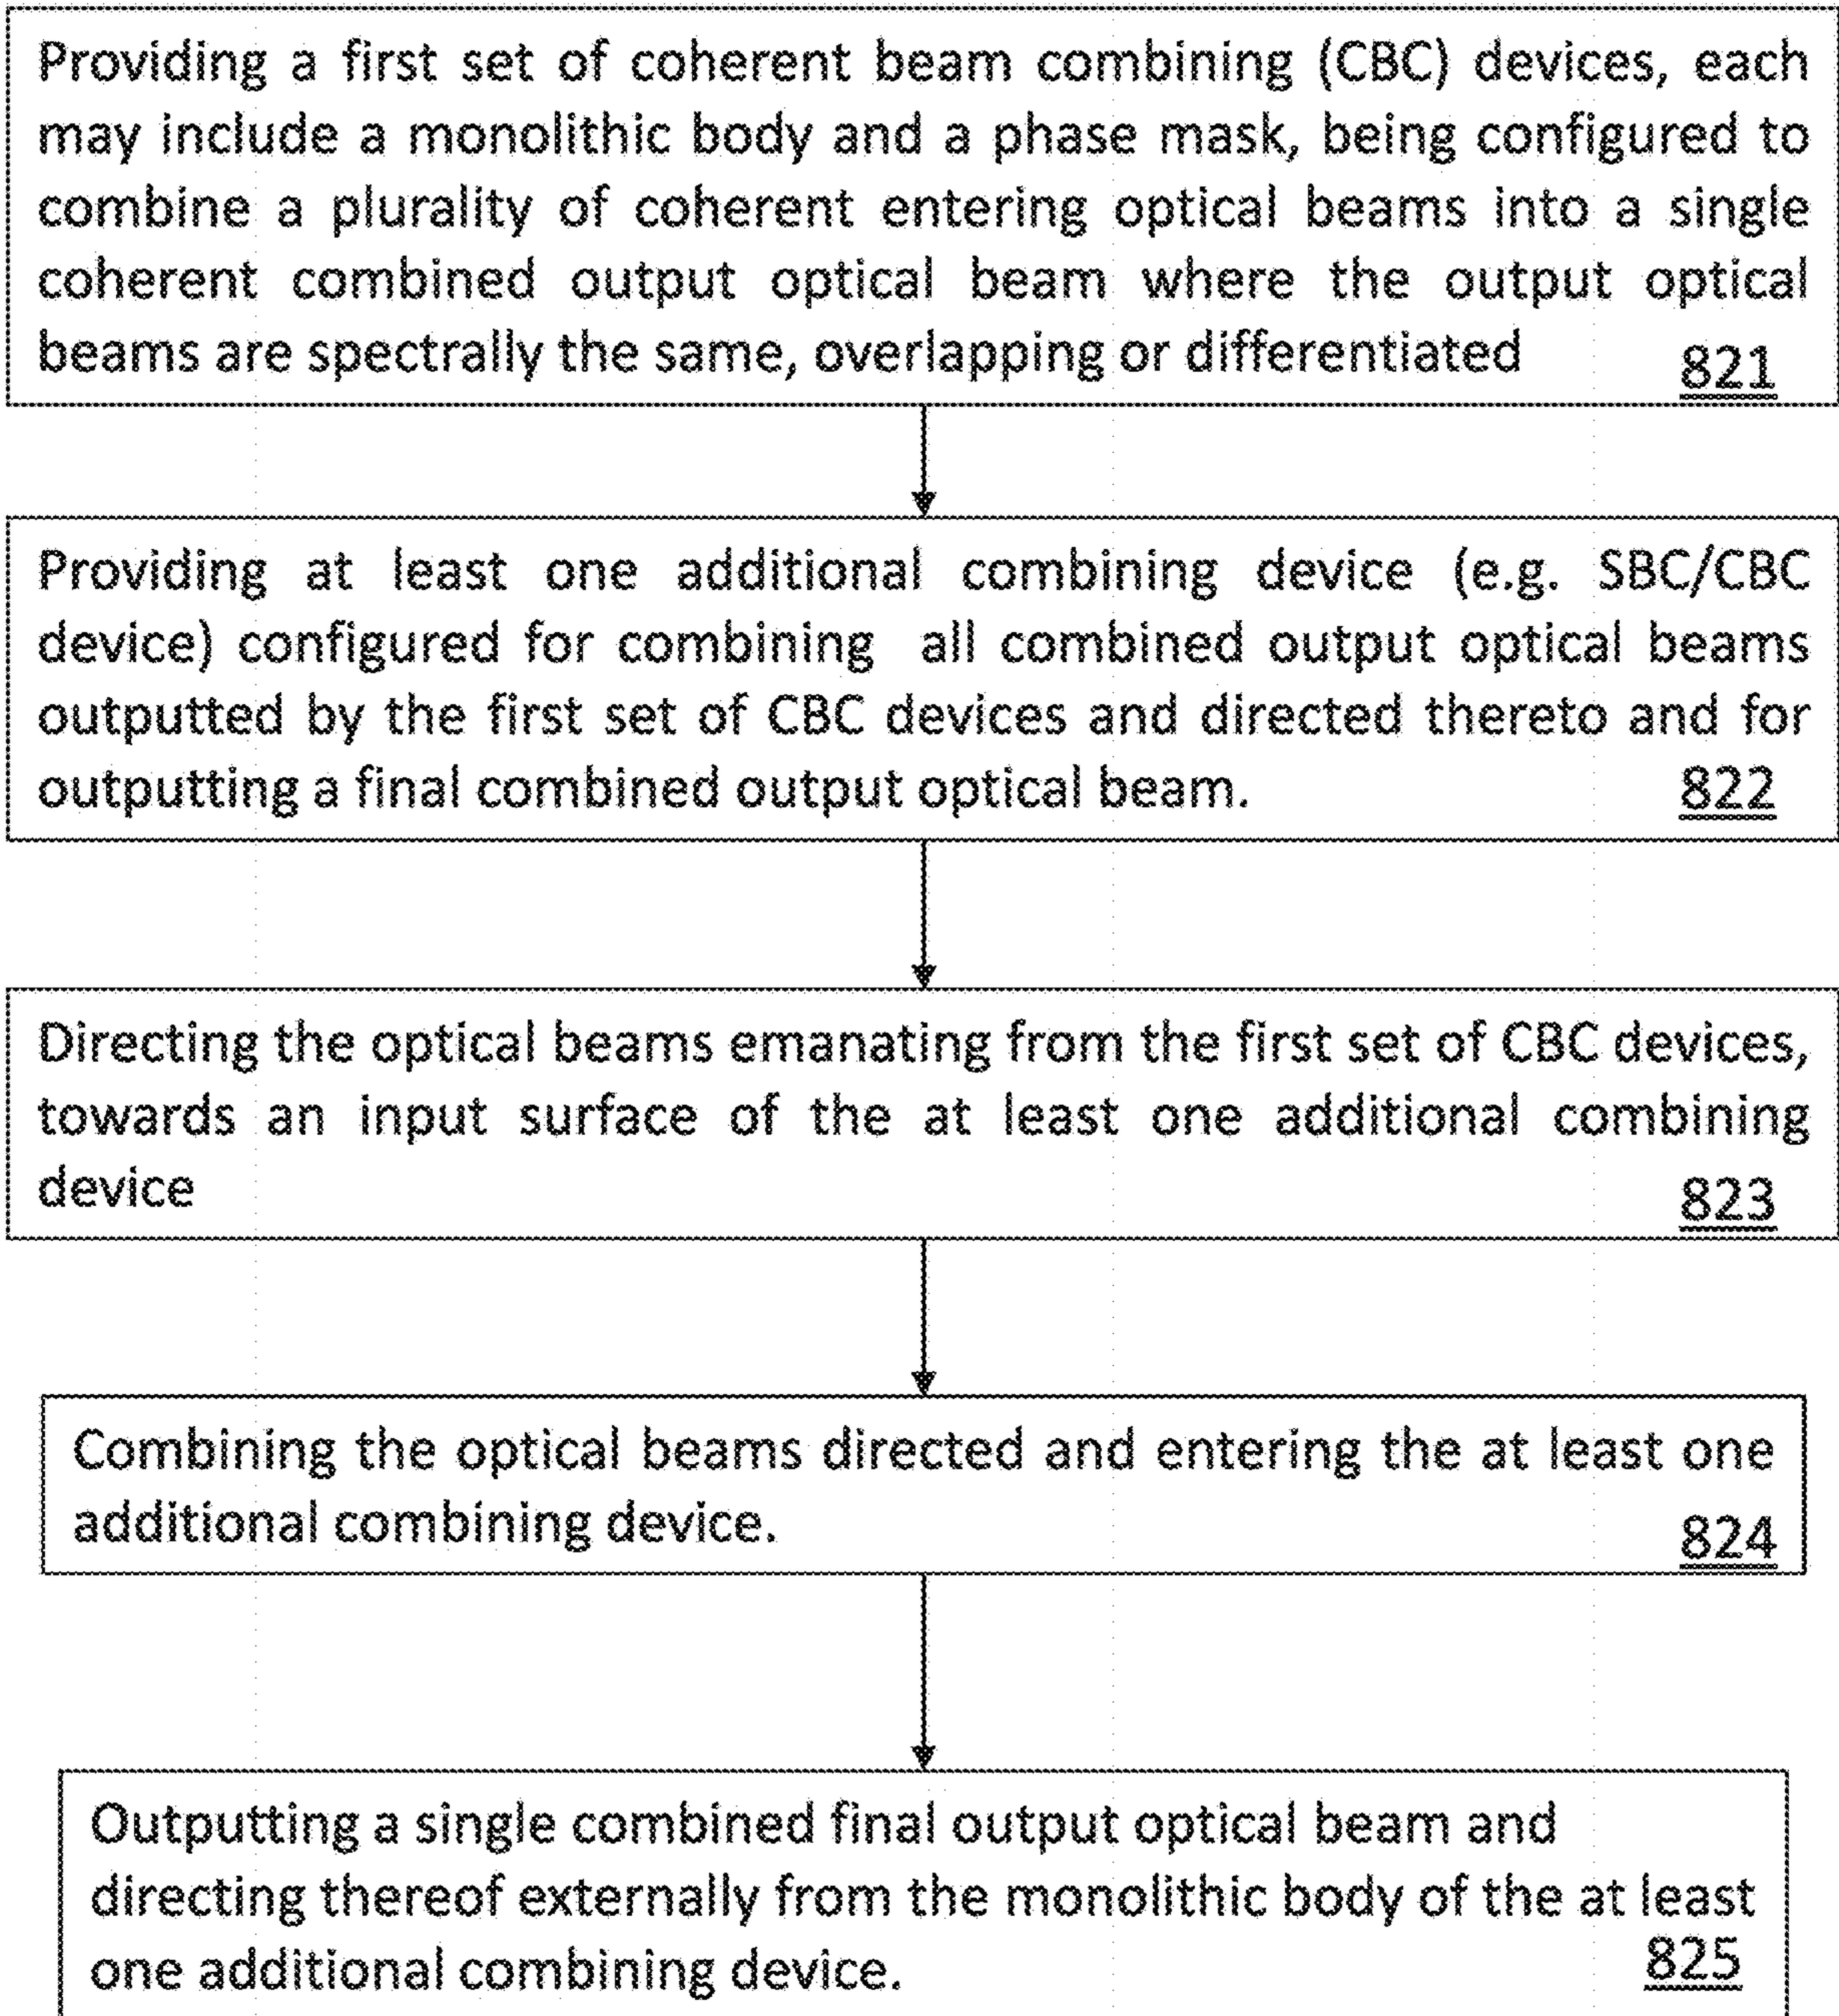 Providing a first set of coherent beam combining (CBC) devices, each
may include a monolithic body and a phase mask, being configured to
combine a plurality of coherent entering optical beams into a single
coherent combined output optical beam where the output optical
beams are spectrally the same, overlapping or differentiated
821
Providing at least one additional combining device (e.g. SBC/CBC
device) configured for combining all combined output optical beams
outputted by the first set of CBC devices and directed thereto and for
outputting a final combined output optical beam.
822
Directing the optical beams emanating from the first set of CBC devices,
towards an input surface of the at least one additional combining
device
823
Combining the optical beams directed and entering the at least one
additional combining device.
824
Outputting a single combined final output optical beam and
directing thereof externally from the monolithic body of the at least
one additional combining device.
825